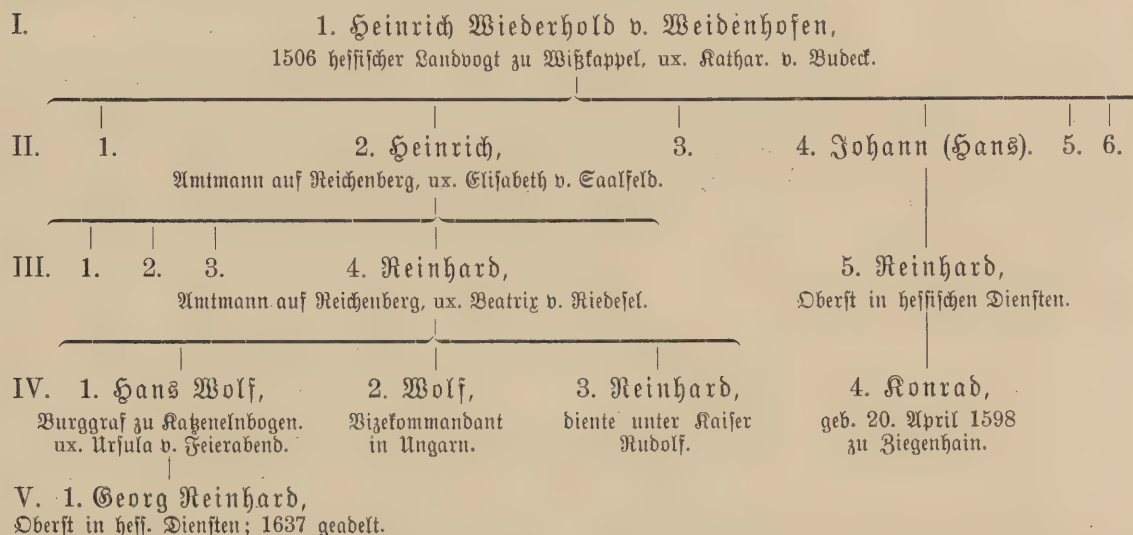 I. 1. Heinrich Wiederhold v. Weidenhofen,
1506 hessischer Landvogt zu Wißkappel, ux. Kathar. v. Budeck.
II. 1. 2. Heinrich, 3. 4. Johann (Hans). 5. 6.
Amtmann auf Reichenberg, ux. Elisabeth v. Saalfeld.
III. 1. 2. 3. 4. Reinhard, 5. Reinhard,
Amtmann auf Reichenberg, ux. Beatrix v. Riedesel. Oberst in hessischen Diensten.
IV. 1. Hans Wolf, 2. Wolf, 3. Reinhard, 4. Konrad,
Burggraf zu Katzenelnbogen. Vizekommandant diente unter Kaiser geb. 20. April 1598
ux. Ursula v. Feierabend. in Ungarn. Rudolf. zu Ziegenhain.
V. 1. Georg Reinhard,
Oberst in hess. Diensten; 1637 geadelt.